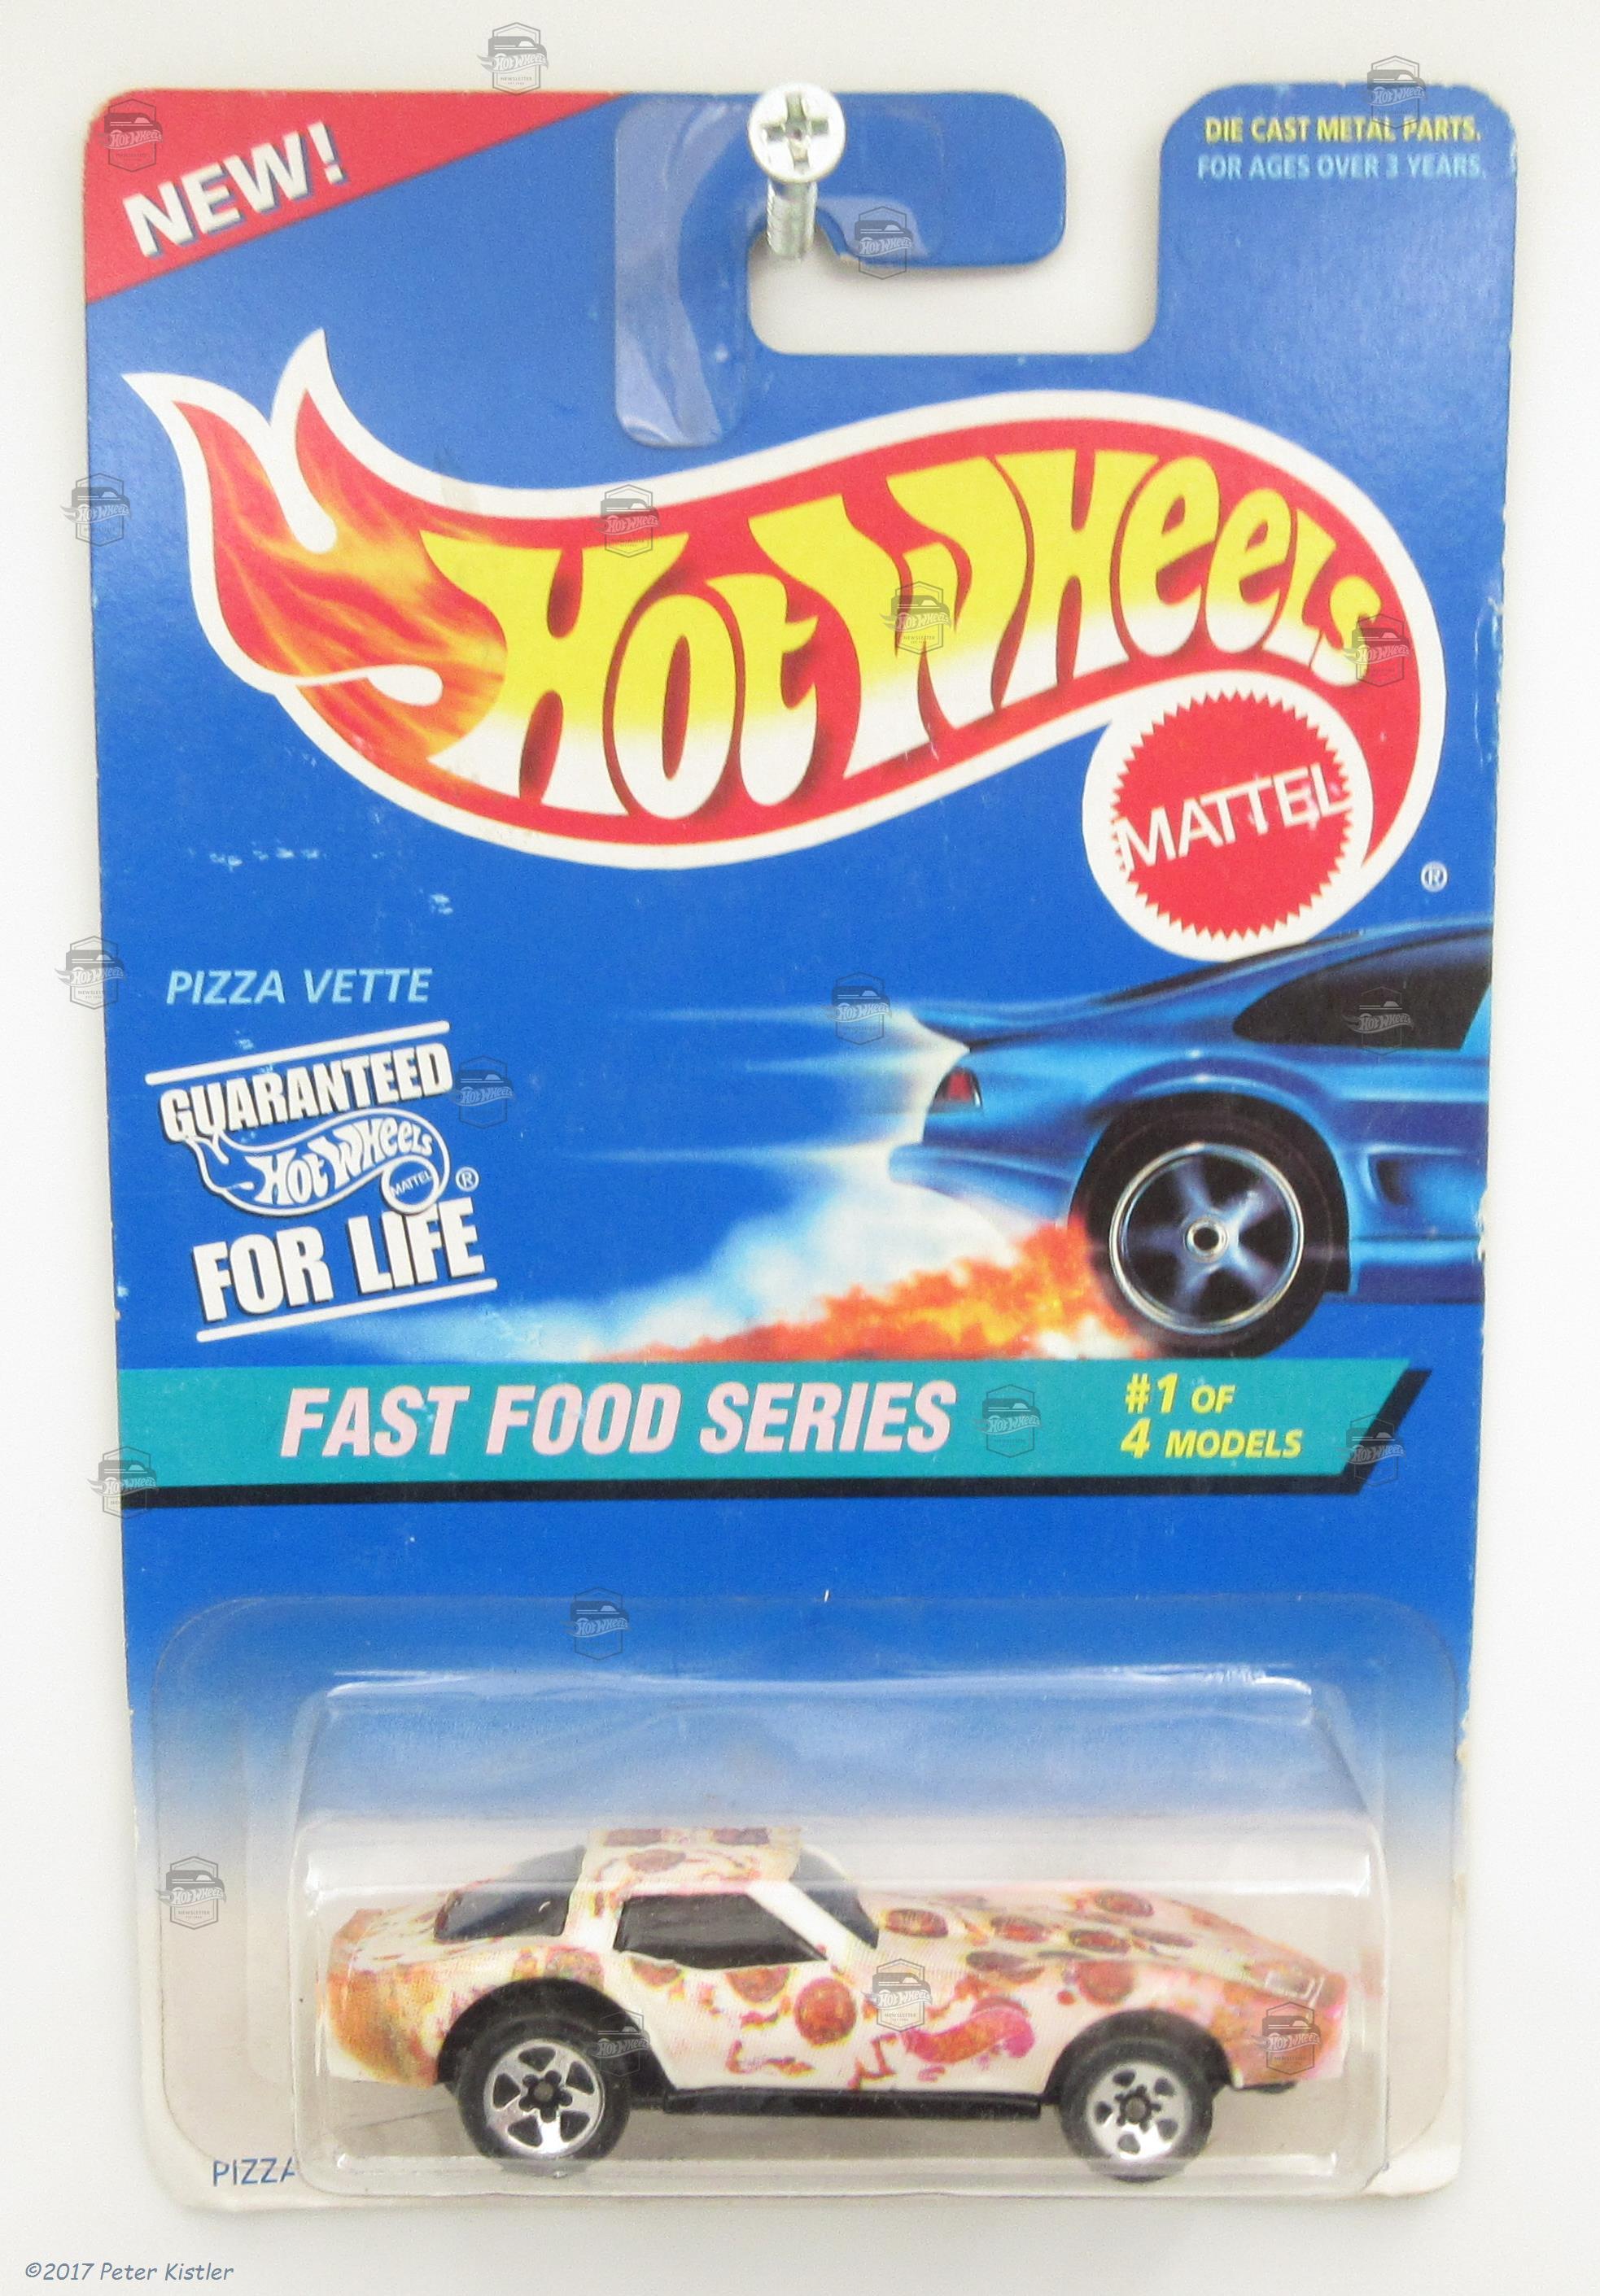 NEW!
DIE CAST METAL PARTS.
FOR AGES OVER 3 YEARS.
HOT WHEELS
MATTEL
®
PIZZA VETTE
GUARANTEED
HOT WHEELS
MATTEL ®
FOR LIFE
FAST FOOD SERIES
#1 OF
4 MODELS
PIZZA
©2017 Peter Kistler